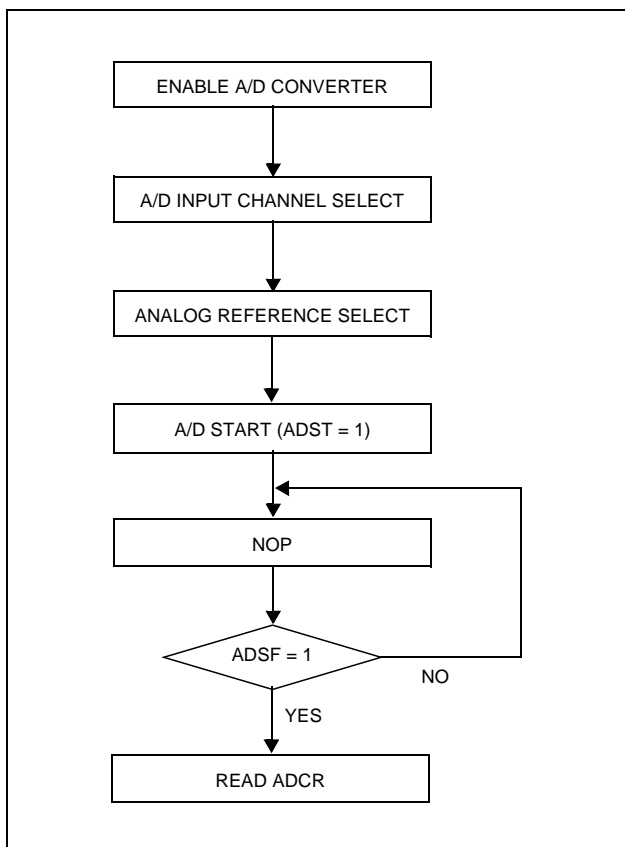 ENABLE A/D CONVERTER
A/D INPUT CHANNEL SELECT
ANALOG REFERENCE SELECT
A/D START (ADST = 1)
NOP
ADSF = 1
NO
YES
READ ADCR